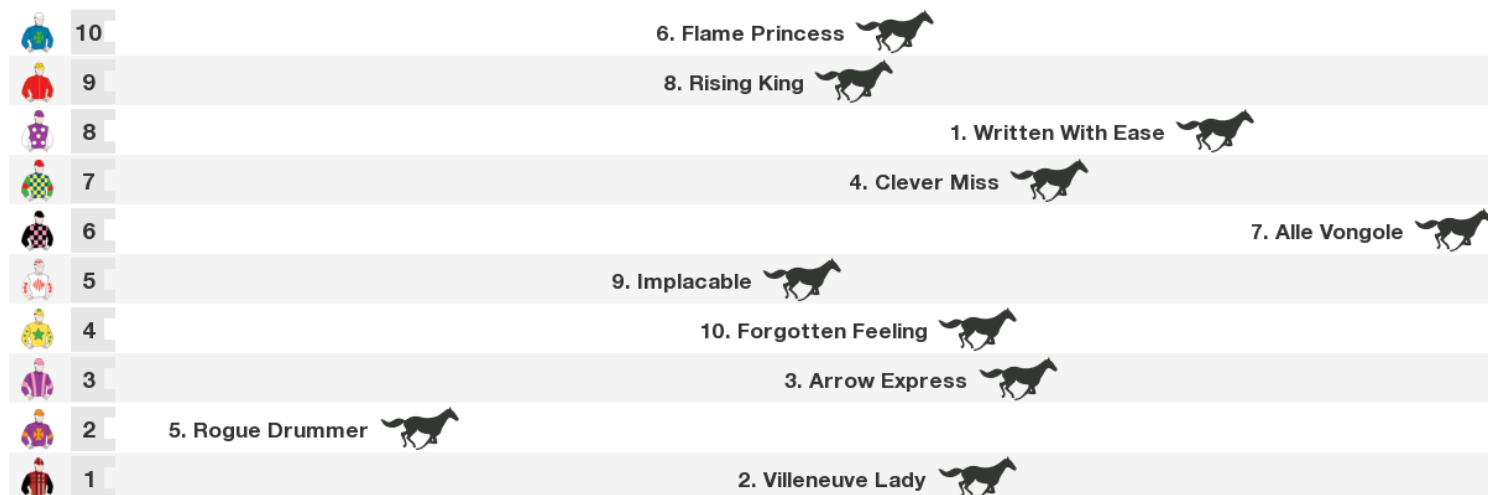 10 6. Flame Princess
9 8. Rising King
8 1. Written With Ease
7 4. Clever Miss
6 7. Alle Vongole
5 9. Implacable
4 10. Forgotten Feeling
3 3. Arrow Express
2 5. Rogue Drummer
1 2. Villeneuve Lady